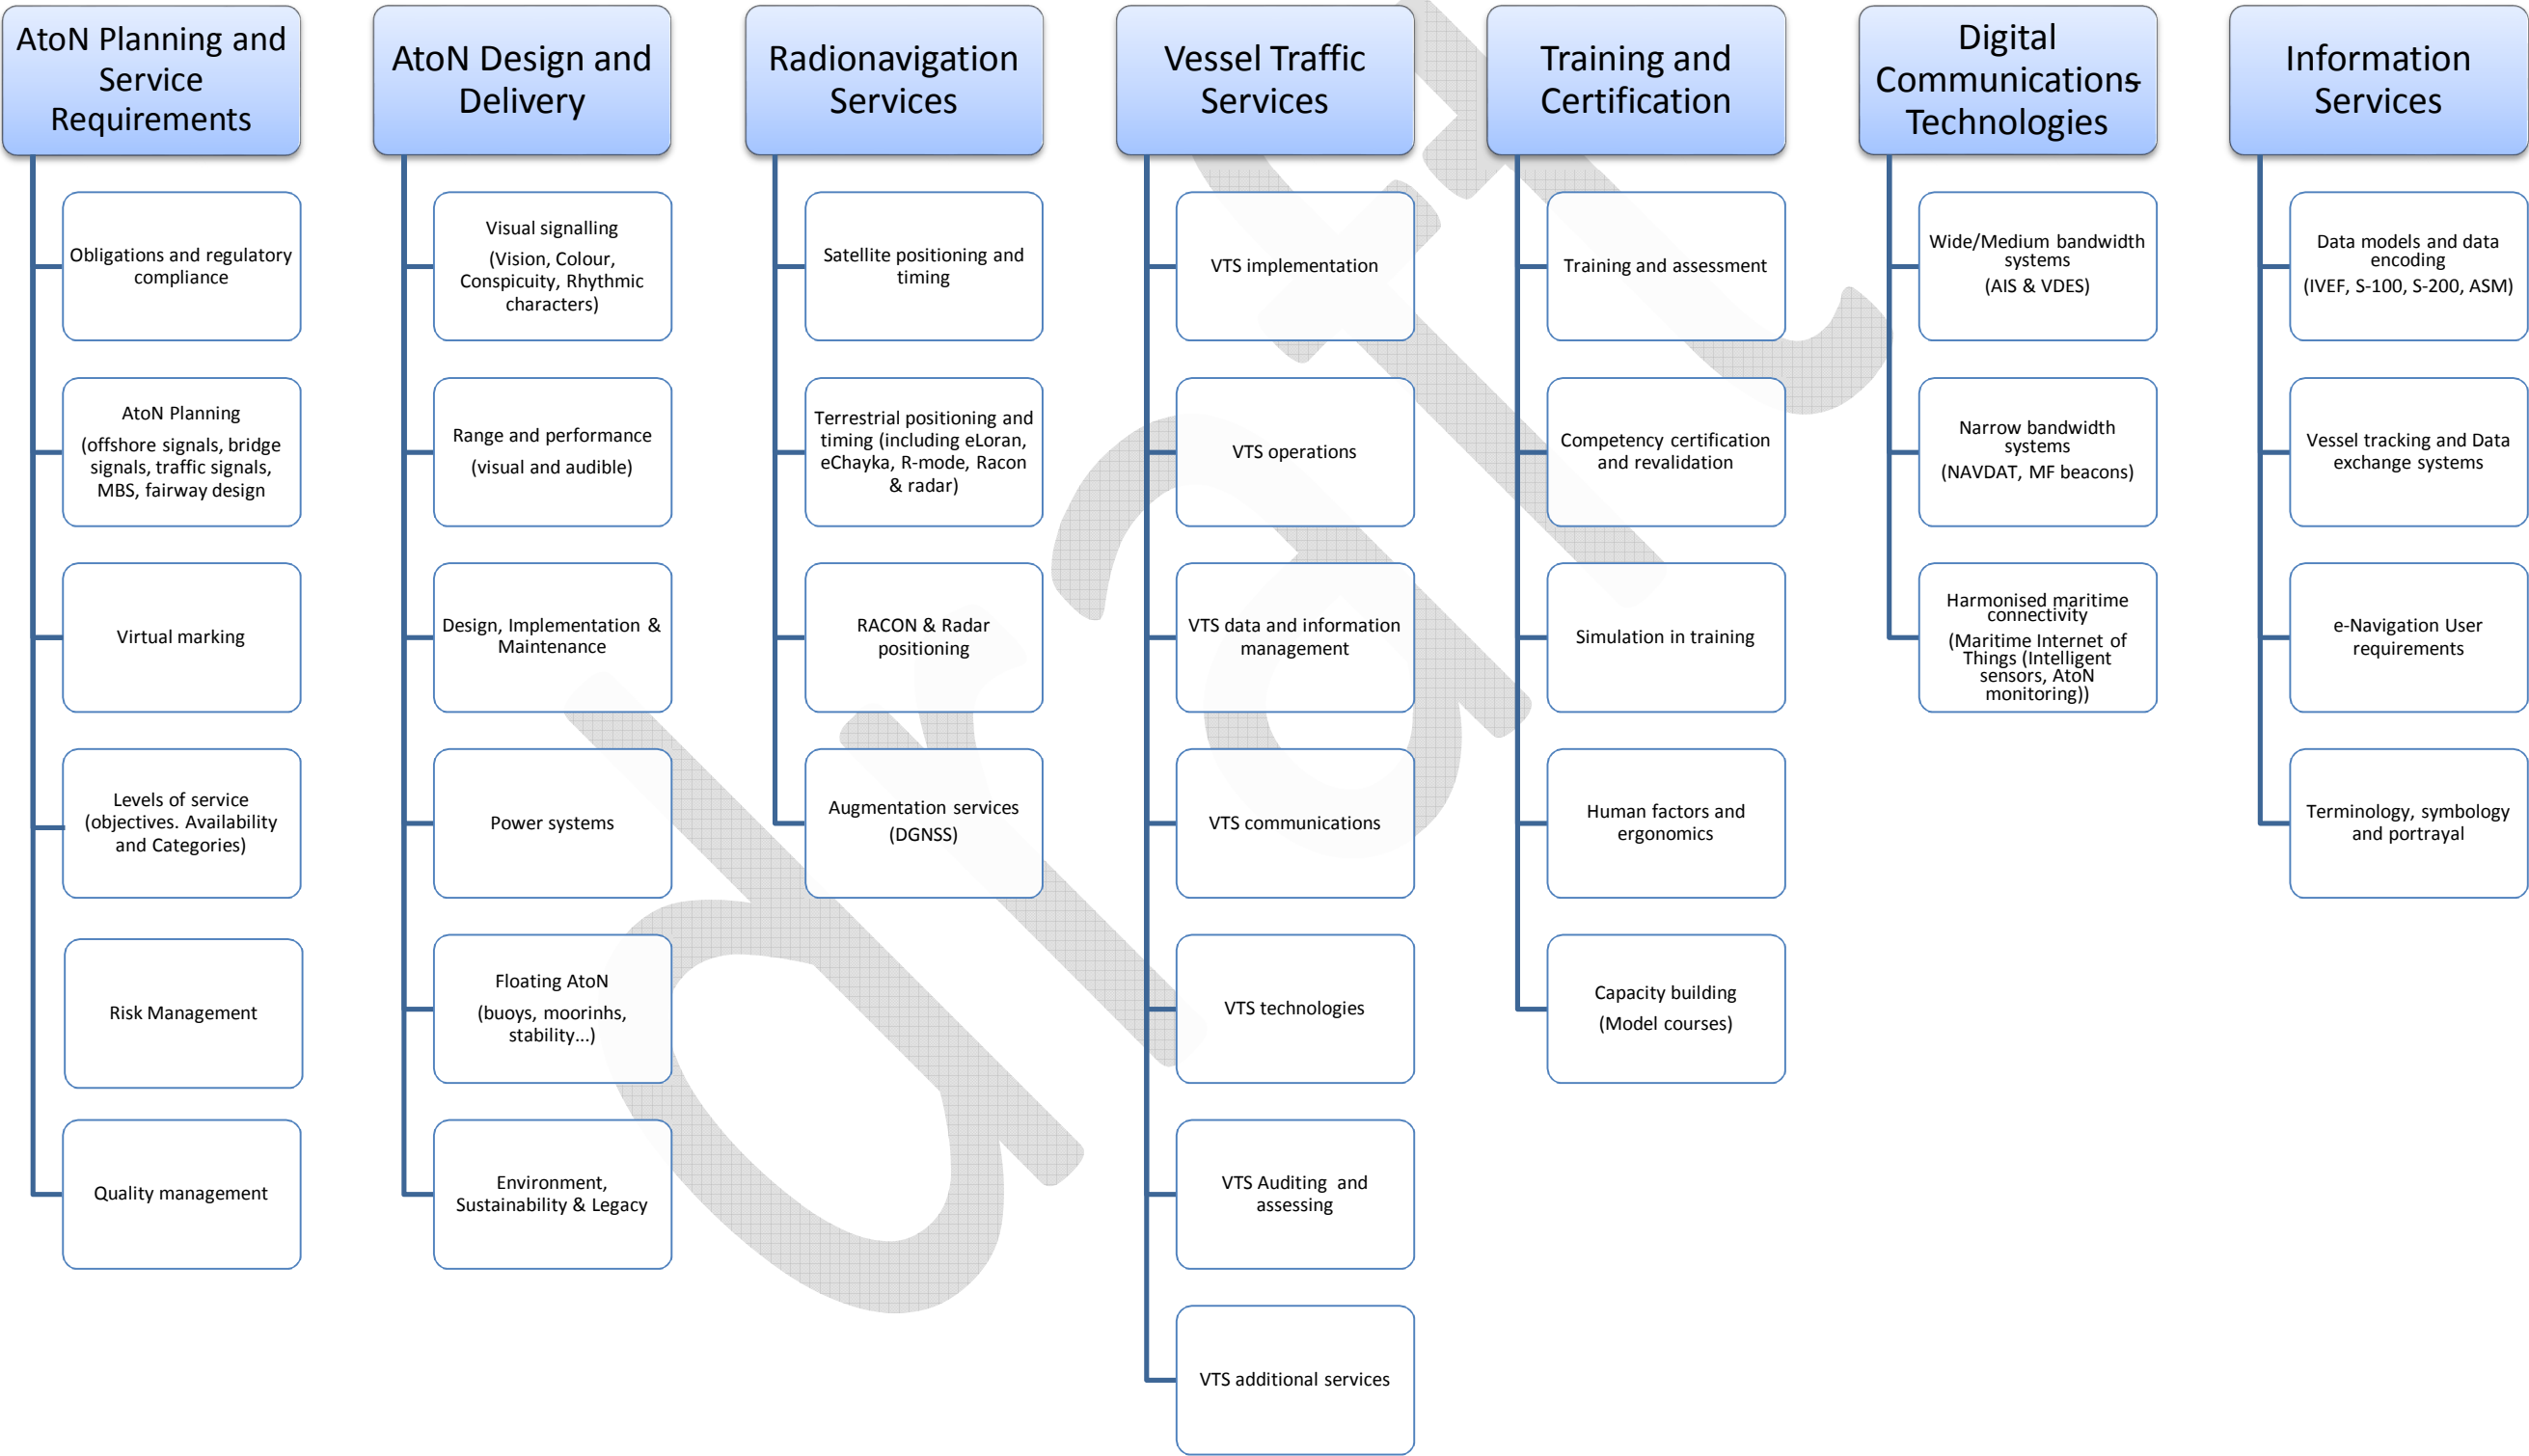 AtoN Planning and
Service
Requirements
Obligations and regulatory
compliance
AtoN Planning
(offshore signals, bridge
signals, traffic signals,
MBS, fairway design
Virtual marking
Levels of service
(objectives. Availability
and Categories)
Risk Management
Quality management
AtoN Design and
Delivery
Visual signalling
(Vision, Colour,
Conspicuity, Rhythmic
characters)
Range and performance
(visual and audible)
Design, Implementation &
Maintenance
Power systems
Floating AtoN
(buoys, moorinhs,
stability...)
Environment,
Sustainability & Legacy
Radionavigation
Services
Satellite positioning and
timing
Terrestrial positioning and
timing (including eLoran,
eChayka, R-mode, Racon
& radar)
RACON & Radar
positioning
Augmentation services
(DGNSS)
Vessel Traffic
Services
VTS implementation
VTS operations
VTS data and information
management
VTS communications
VTS technologies
VTS Auditing and
assessing
VTS additional services
Training and
Certification
Training and assessment
Competency certification
and revalidation
Simulation in training
Human factors and
ergonomics
Capacity building
(Model courses)
Digital
Communications
Technologies
Wide/Medium bandwidth
systems
(AIS & VDES)
Narrow bandwidth
systems
(NAVDAT, MF beacons)
Harmonised maritime
connectivity
(Maritime Internet of
Things (Intelligent
sensors, AtoN
monitoring))
Information
Services
Data models and data
encoding
(IVEF, S-100, S-200, ASM)
Vessel tracking and Data
exchange systems
e-Navigation User
requirements
Terminology, symbology
and portrayal
draft